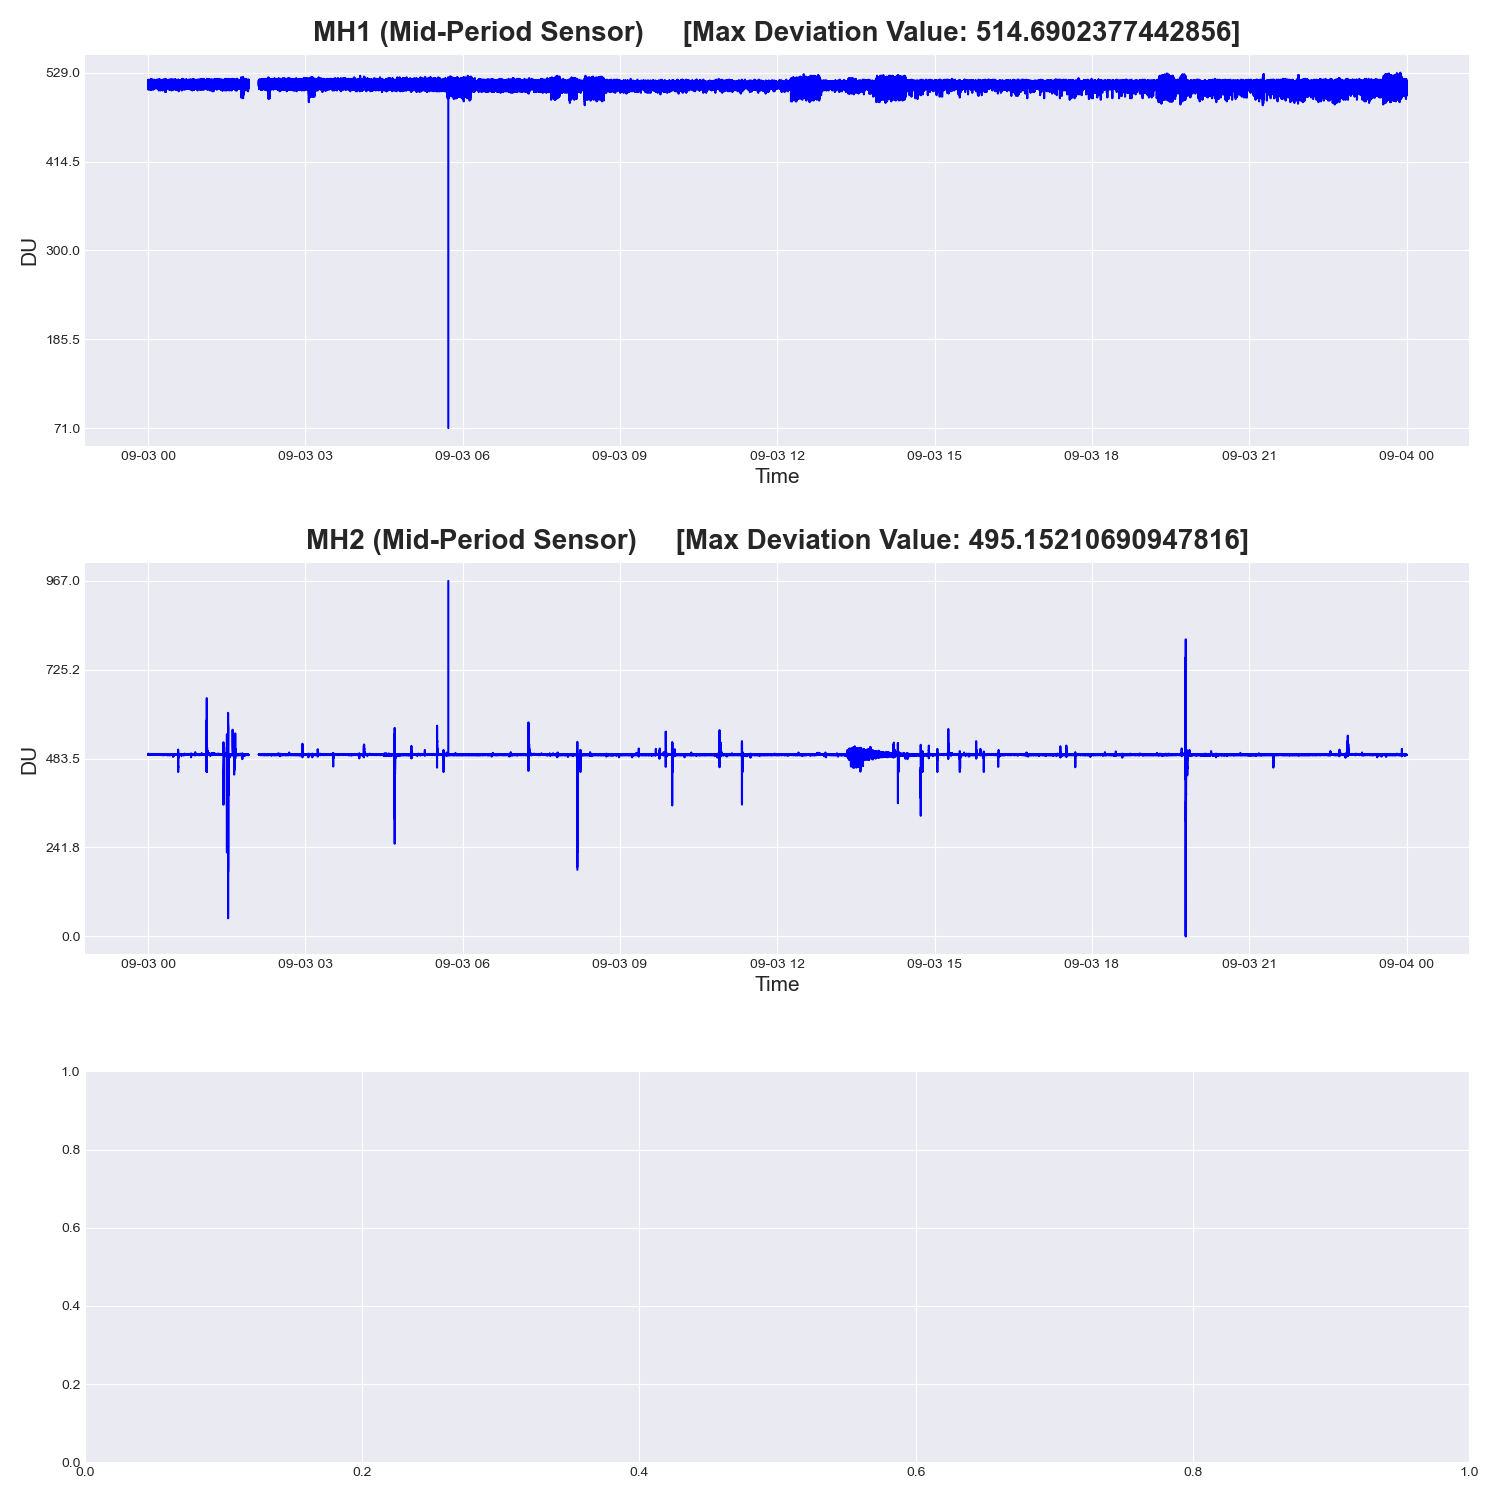 MH1 (Mid-Period Sensor) [Max Deviation Value: 514.6902377442856]
529.0
414.5
300.0
185.5
71.0
DU
09-03 00 09-03 03 09-03 06 09-03 09 09-03 12 09-03 15 09-03 18 09-03 21 09-04 00
Time
MH2 (Mid-Period Sensor) [Max Deviation Value: 495.15210690947816]
967.0
725.2
483.5
241.8
0.0
DU
09-03 00 09-03 03 09-03 06 09-03 09 09-03 12 09-03 15 09-03 18 09-03 21 09-04 00
Time
1.0
0.8
0.6
0.4
0.2
0.0
0.0 0.2 0.4 0.6 0.8 1.0